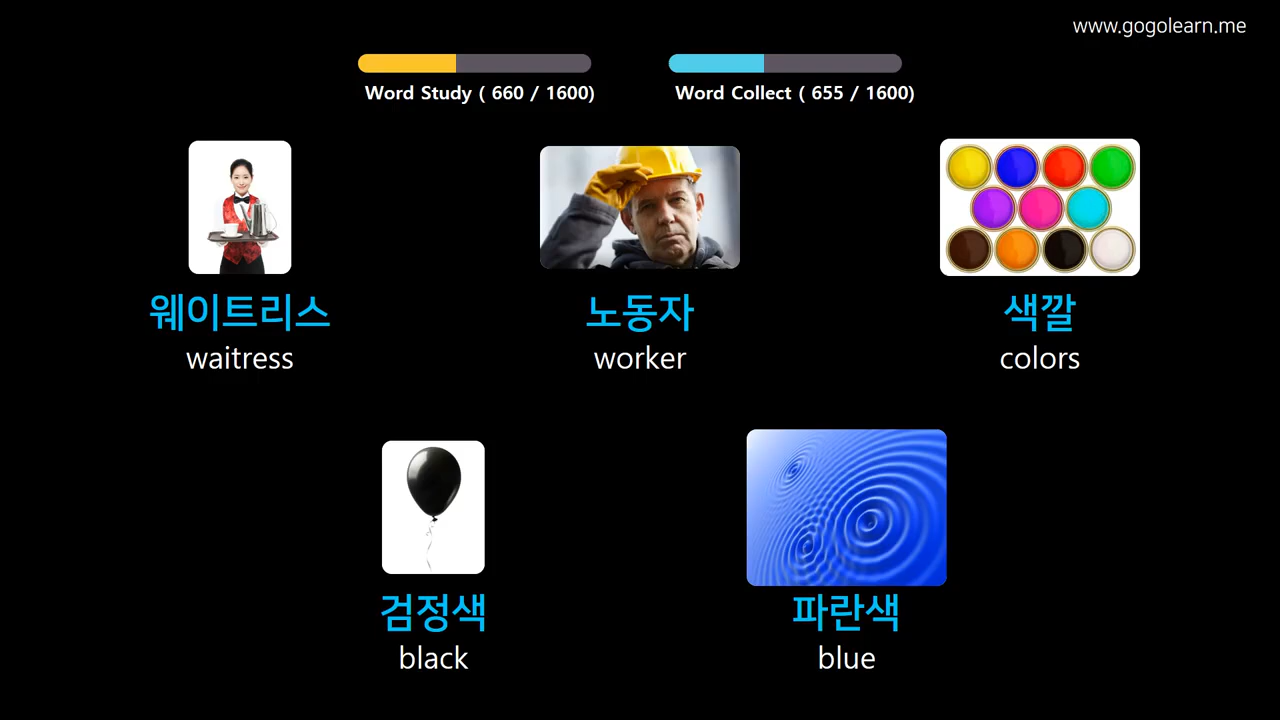 www.gogolearn.me
Word Study ( 660 / 1600)
Word Collect ( 655 / 1600)
웨이트리스
waitress
노동자
worker
색깔
colors
검정색
black
파란색
blue